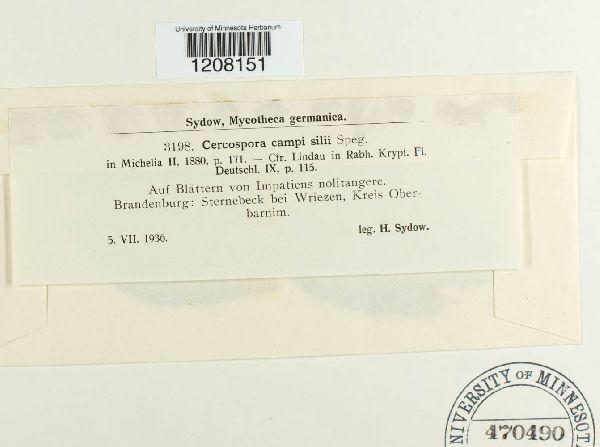 University of Minnesota Herbarium
1208151
Sydow, Mycotheca germanica.
3198. Cercospora campi silii Speg.
in Michelia II, 1880, p. 171. — Cfr. Lindau in Rabh. Krypt. Fl.
Deutschl. IX, p. 115.
Auf Blättern von Impatiens nolitangere.
Brandenburg: Sternebeck bei Wriezen, Kreis Ober-
barnim.
5. VII. 1936.
leg. H. Sydow.
UNIVERSITY OF MINNESOT
470490